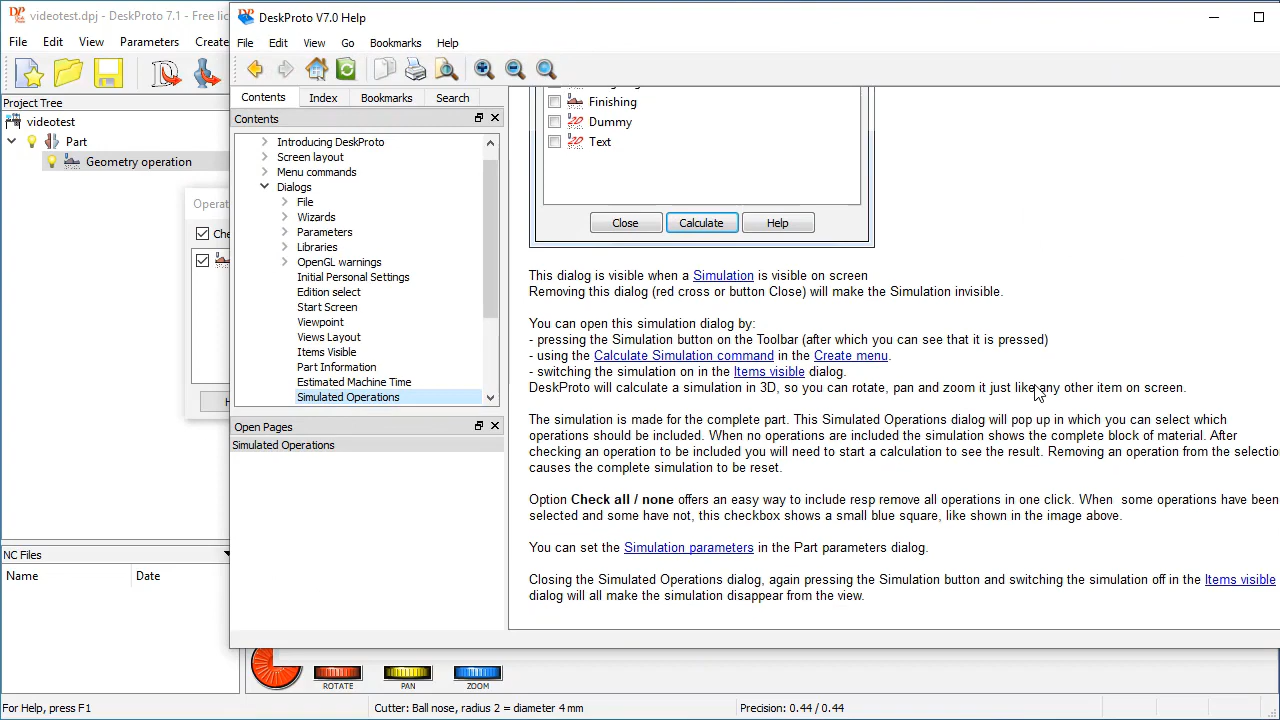 videotest.dpj - DeskProto 7.1 - Free lic
File Edit View Parameters Create
Project Tree
videotest
Part
Geometry operation
Operat
Che
H
NC Files
Name Date
DeskProto V7.0 Help
File Edit View Go Bookmarks Help
Contents Index Bookmarks Search
Contents
Introducing DeskProto
Screen layout
Menu commands
Dialogs
File
Wizards
Parameters
Libraries
OpenGL warnings
Initial Personal Settings
Edition select
Start Screen
Viewpoint
Views Layout
Items Visible
Part Information
Estimated Machine Time
Simulated Operations
Open Pages
Simulated Operations
Finishing
Dummy
Text
Close Calculate Help
This dialog is visible when a Simulation is visible on screen
Removing this dialog (red cross or button Close) will make the Simulation invisible.
You can open this simulation dialog by:
- pressing the Simulation button on the Toolbar (after which you can see that it is pressed)
- using the Calculate Simulation command in the Create menu.
- switching the simulation on in the Items visible dialog.
DeskProto will calculate a simulation in 3D, so you can rotate, pan and zoom it just like any other item on screen.
The simulation is made for the complete part. This Simulated Operations dialog will pop up in which you can select which
operations should be included. When no operations are included the simulation shows the complete block of material. After
checking an operation to be included you will need to start a calculation to see the result. Removing an operation from the selectio
causes the complete simulation to be reset.
Option Check all / none offers an easy way to include resp remove all operations in one click. When some operations have been
selected and some have not, this checkbox shows a small blue square, like shown in the image above.
You can set the Simulation parameters in the Part parameters dialog.
Closing the Simulated Operations dialog, again pressing the Simulation button and switching the simulation off in the Items visible
dialog will all make the simulation disappear from the view.
ROTATE PAN ZOOM
For Help, press F1 Cutter: Ball nose, radius 2 = diameter 4 mm Precision: 0.44 / 0.44